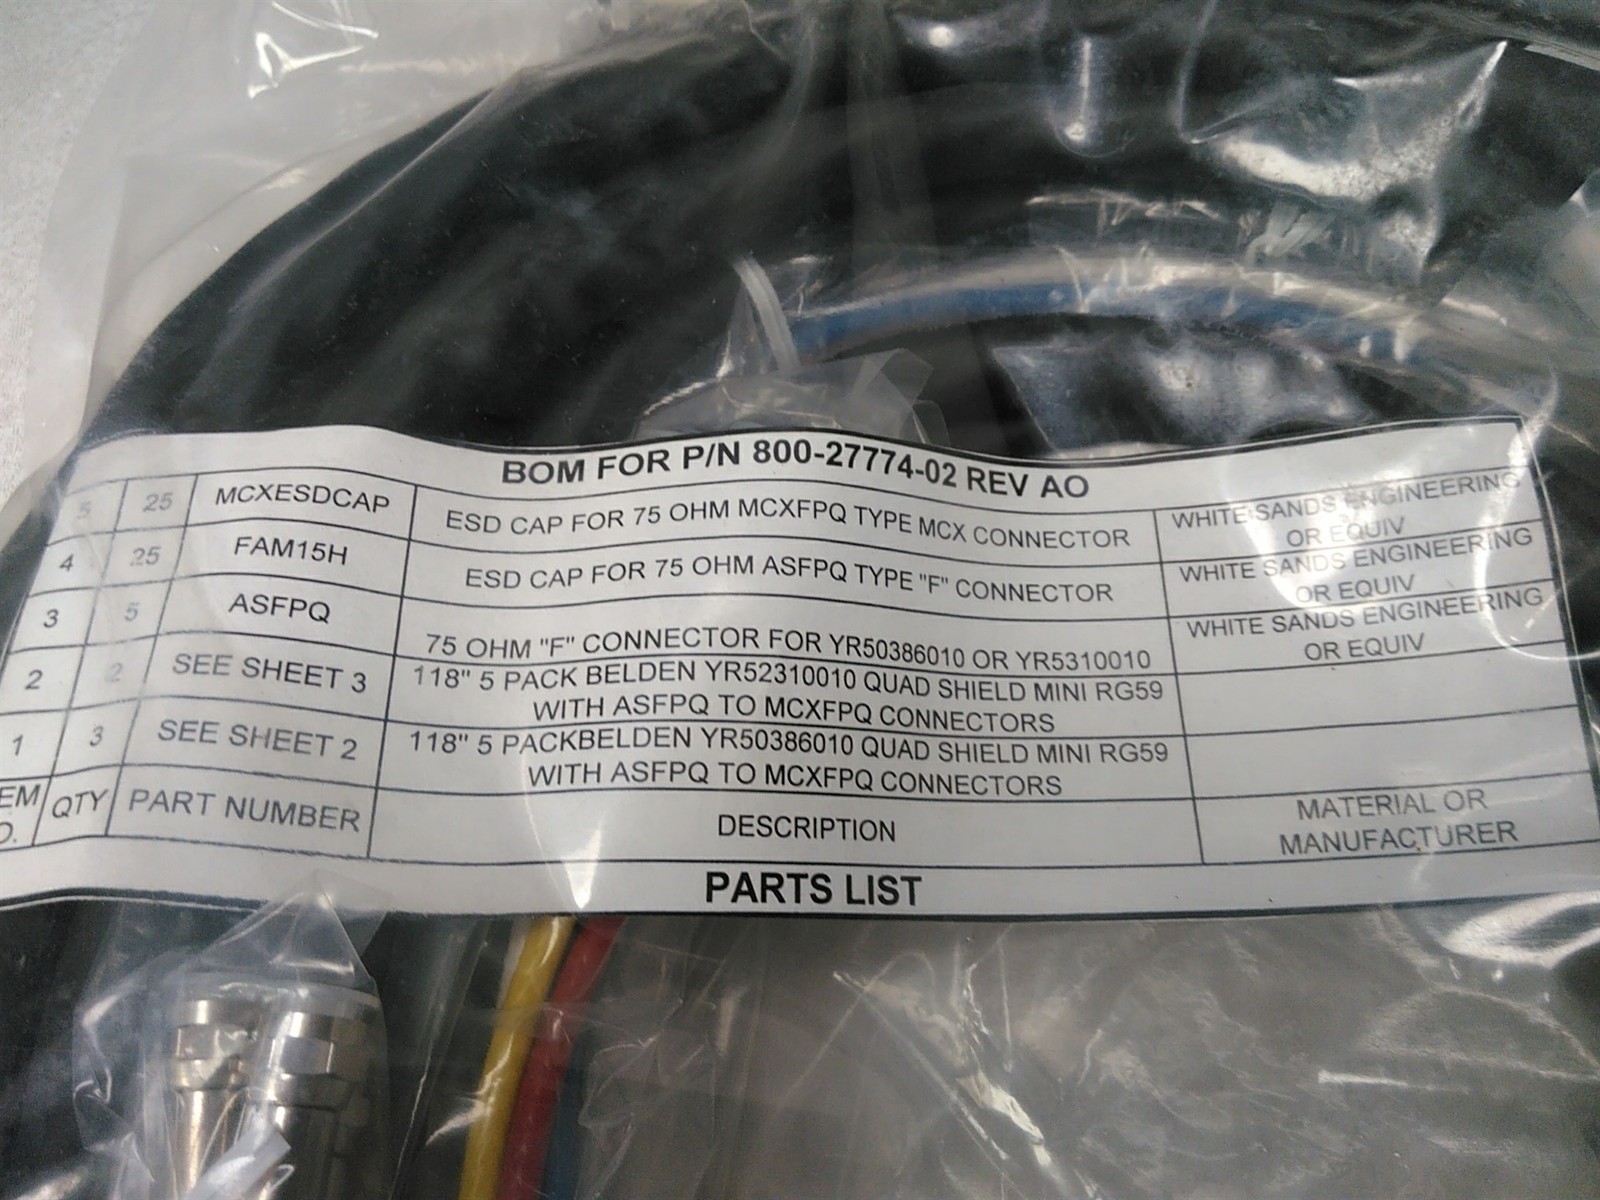 BOM FOR P/N 800-27774-02 REV AO
5 25 MCXESDCAP ESD CAP FOR 75 OHM MCXFPQ TYPE MCX CONNECTOR WHITE SANDS ENGINEERING
OR EQUIV
4 25 FAM15H ESD CAP FOR 75 OHM ASFPQ TYPE "F" CONNECTOR WHITE SANDS ENGINEERING
OR EQUIV
3 5 ASFPQ 75 OHM "F" CONNECTOR FOR YR50386010 OR YR5310010 WHITE SANDS ENGINEERING
OR EQUIV
2 2 SEE SHEET 3 118" 5 PACK BELDEN YR52310010 QUAD SHIELD MINI RG59
WITH ASFPQ TO MCXFPQ CONNECTORS
1 3 SEE SHEET 2 118" 5 PACKBELDEN YR50386010 QUAD SHIELD MINI RG59
WITH ASFPQ TO MCXFPQ CONNECTORS
EM
O. QTY PART NUMBER DESCRIPTION MATERIAL OR
MANUFACTURER
PARTS LIST